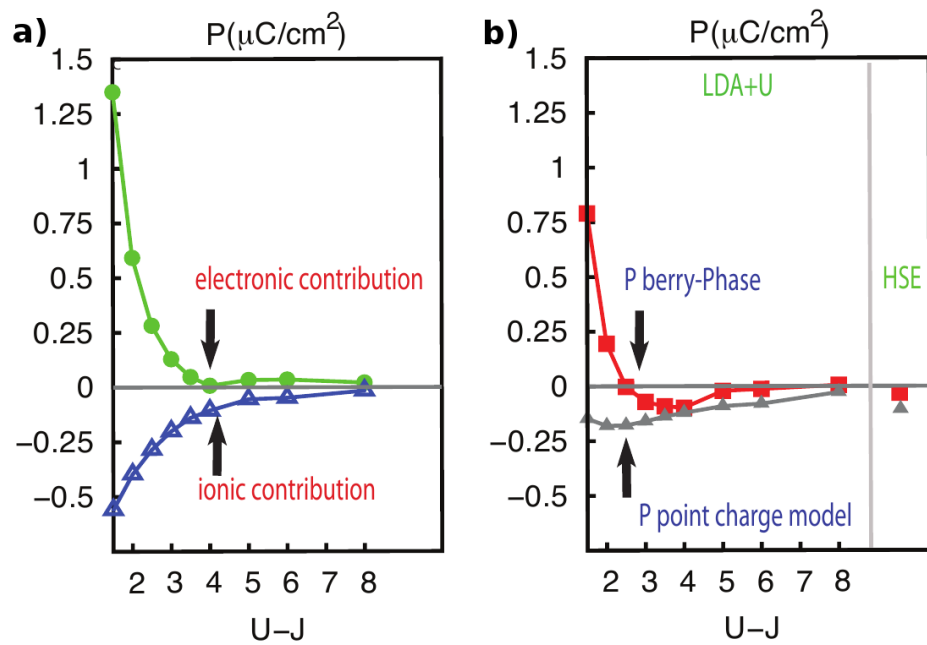 a)
P(μC/cm²)
1.5
1.25
1
0.75
0.5
0.25
0
−0.25
−0.5
electronic contribution
ionic contribution
2 3 4 5 6 7 8
U−J
b)
P(μC/cm²)
1.5
1.25
1
0.75
0.5
0.25
0
−0.25
−0.5
LDA+U
HSE
P berry-Phase
P point charge model
2 3 4 5 6 7 8
U−J